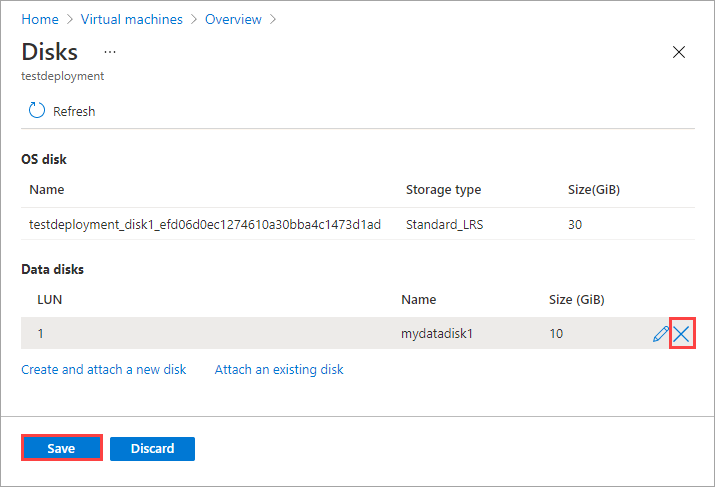 Home > Virtual machines > Overview >
Disks ...
testdeployment
Refresh
OS disk
Name Storage type Size(GiB)
testdeployment_disk1_efd06d0ec1274610a30bba4c1473d1ad Standard_LRS 30
Data disks
LUN Name Size (GiB)
1 mydatadisk1 10
Create and attach a new disk Attach an existing disk
Save Discard